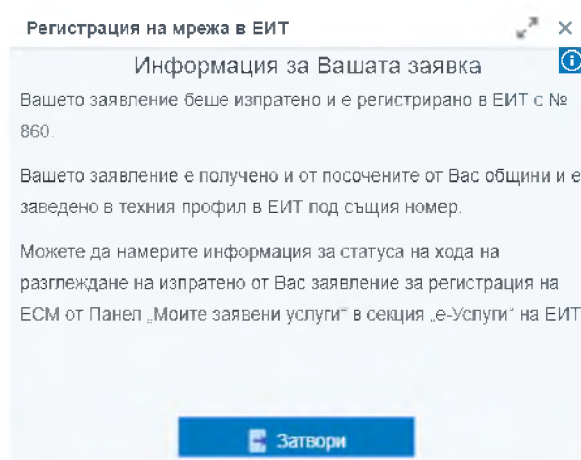 Регистрация на мрежа в ЕИТ
Информация за Вашата заявка
Вашето заявление беше изпратено и е регистрирано в ЕИТ с №
860.
Вашето заявление е получено и от посочените от Вас общини и е
заведено в техния профил в ЕИТ под същия номер.
Можете да намерите информация за статуса на хода на
разглеждане на изпратено от Вас заявление за регистрация на
ЕСМ от Панел „Моите заявени услуги“ в секция „е-Услуги“ на ЕИТ
Затвори